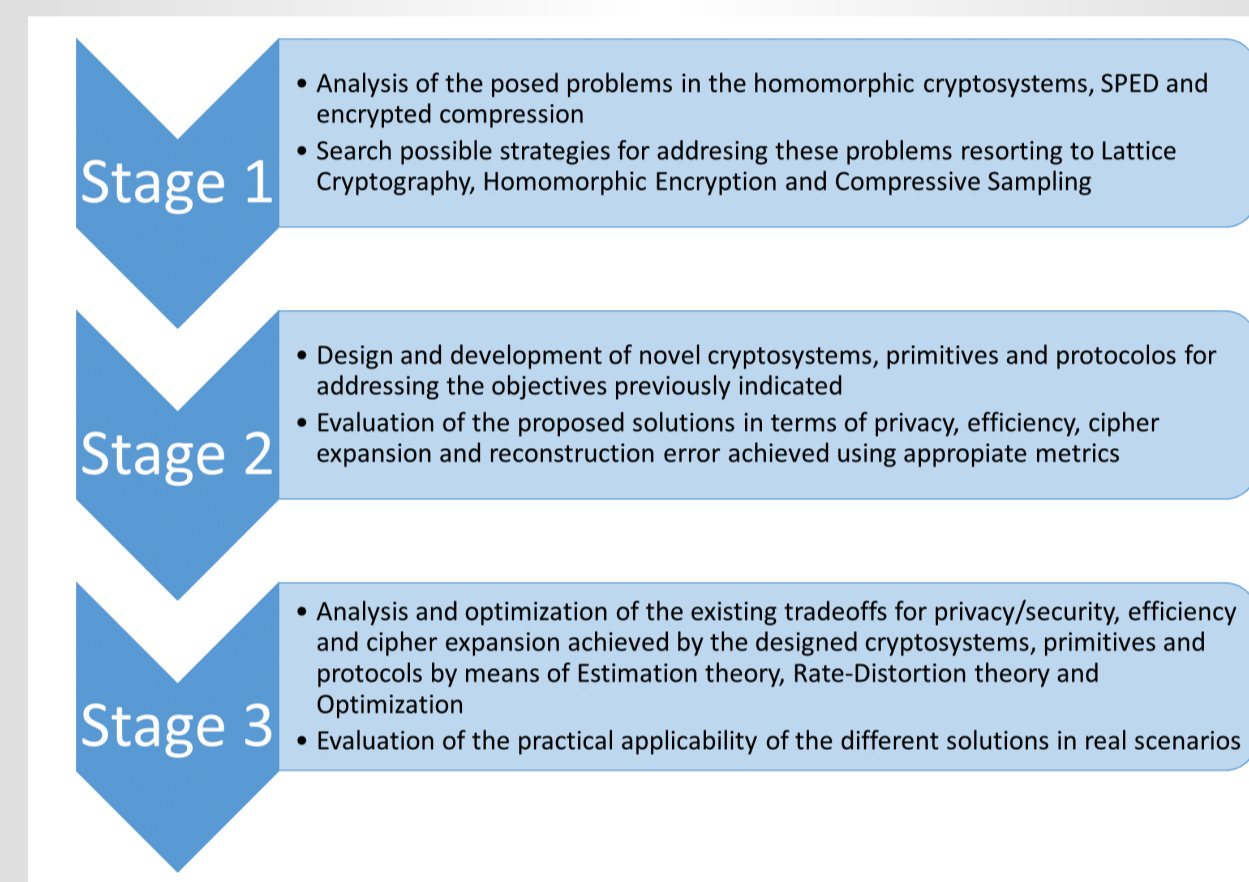 Stage 1
• Analysis of the posed problems in the homomorphic cryptosystems, SPED and
encrypted compression
• Search possible strategies for addresing these problems resorting to Lattice
Cryptography, Homomorphic Encryption and Compressive Sampling
Stage 2
• Design and development of novel cryptosystems, primitives and protocolos for
addressing the objectives previously indicated
• Evaluation of the proposed solutions in terms of privacy, efficiency, cipher
expansion and reconstruction error achieved using appropiate metrics
Stage 3
• Analysis and optimization of the existing tradeoffs for privacy/security, efficiency
and cipher expansion achieved by the designed cryptosystems, primitives and
protocols by means of Estimation theory, Rate-Distortion theory and
Optimization
• Evaluation of the practical applicability of the different solutions in real scenarios